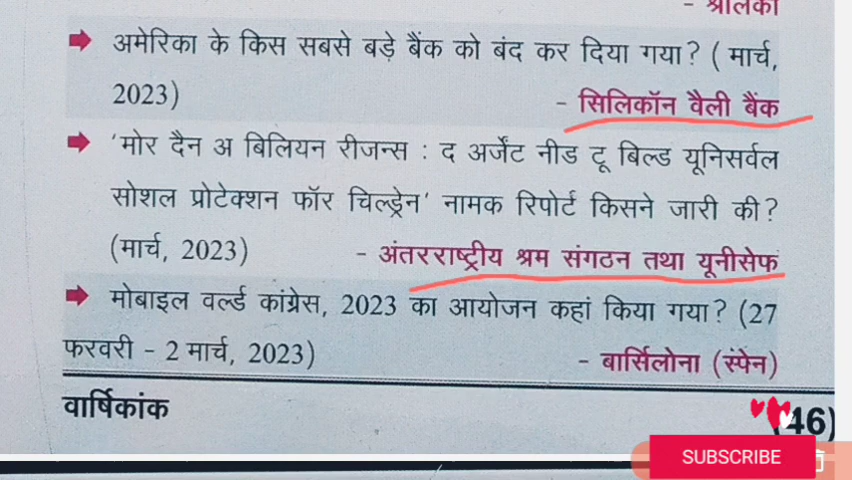 - श्रीलंका
अमेरिका के किस सबसे बड़े बैंक को बंद कर दिया गया? ( मार्च,
2023) - सिलिकॉन वैली बैंक
'मोर दैन अ बिलियन रीजन्स : द अर्जेंट नीड टू बिल्ड यूनिसर्वल
सोशल प्रोटेक्शन फॉर चिल्ड्रेन' नामक रिपोर्ट किसने जारी की?
(मार्च, 2023) - अंतरराष्ट्रीय श्रम संगठन तथा यूनीसेफ
मोबाइल वर्ल्ड कांग्रेस, 2023 का आयोजन कहां किया गया? (27
फरवरी - 2 मार्च, 2023) - बार्सिलोना (स्पेन)
वार्षिकांक (46)
SUBSCRIBE